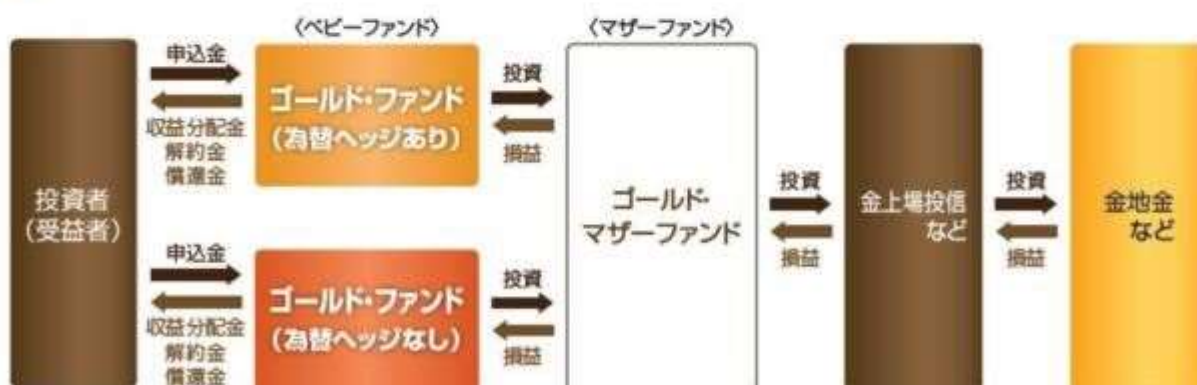 〈ベビーファンド〉
〈マザーファンド〉
投資者
（受益者）
申込金
収益分配金
解約金
償還金
ゴールド・ファンド
（為替ヘッジあり）
投資
損益
申込金
収益分配金
解約金
償還金
ゴールド・ファンド
（為替ヘッジなし）
投資
損益
ゴールド・
マザーファンド
投資
損益
金上場投信
など
投資
損益
金地金
など